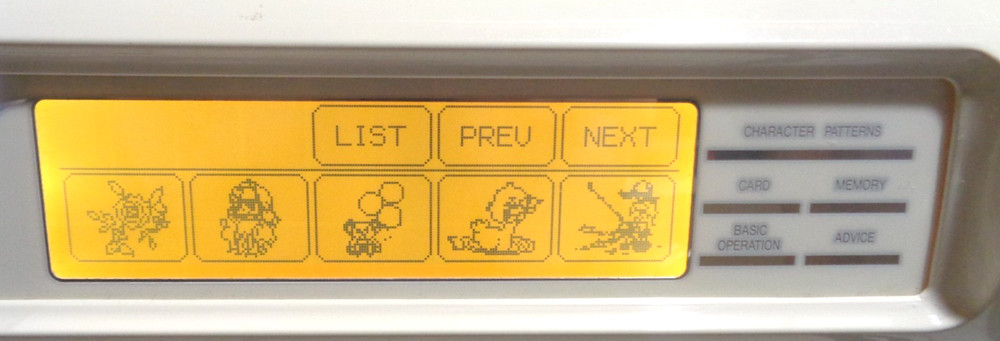 LIST PREV NEXT
CHARACTER PATTERNS
CARD MEMORY
BASIC
OPERATION
ADVICE